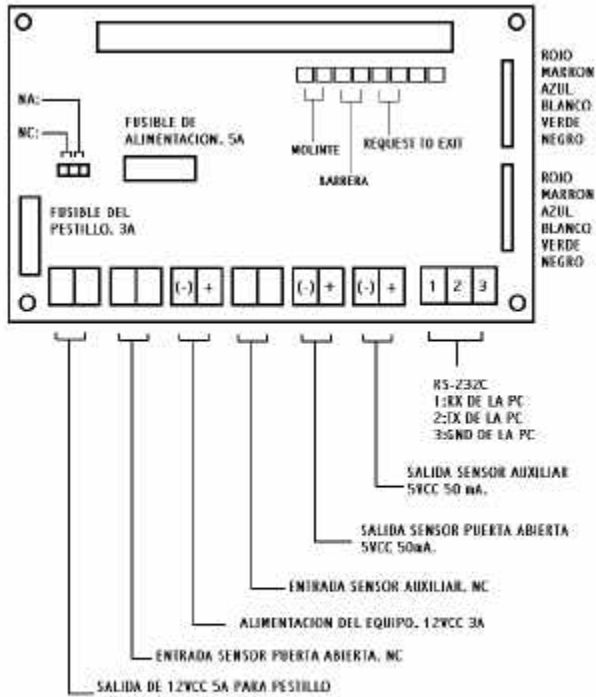 NA:
NC:
FUSIBLE DE
ALIMENTACION. 5A
MOLINTE
BARRERA
REQUEST TO EXIT
ROJO
MARRON
AZUL
BLANCO
VERDE
NEGRO
FUSIBLE DEL
PESTILLO. 3A
ROJO
MARRON
AZUL
BLANCO
VERDE
NEGRO
(-) + (-) + (-) + 1 2 3
RS-232C
1:RX DE LA PC
2:TX DE LA PC
3:GND DE LA PC
SALIDA SENSOR AUXILIAR
5VCC 50 mA.
SALIDA SENSOR PUERTA ABIERTA
5VCC 50mA.
ENTRADA SENSOR AUXILIAR. NC
ALIMENTACION DEL EQUIPO. 12VCC 3A
ENTRADA SENSOR PUERTA ABIERTA. NC
SALIDA DE 12VCC 5A PARA PESTILLO